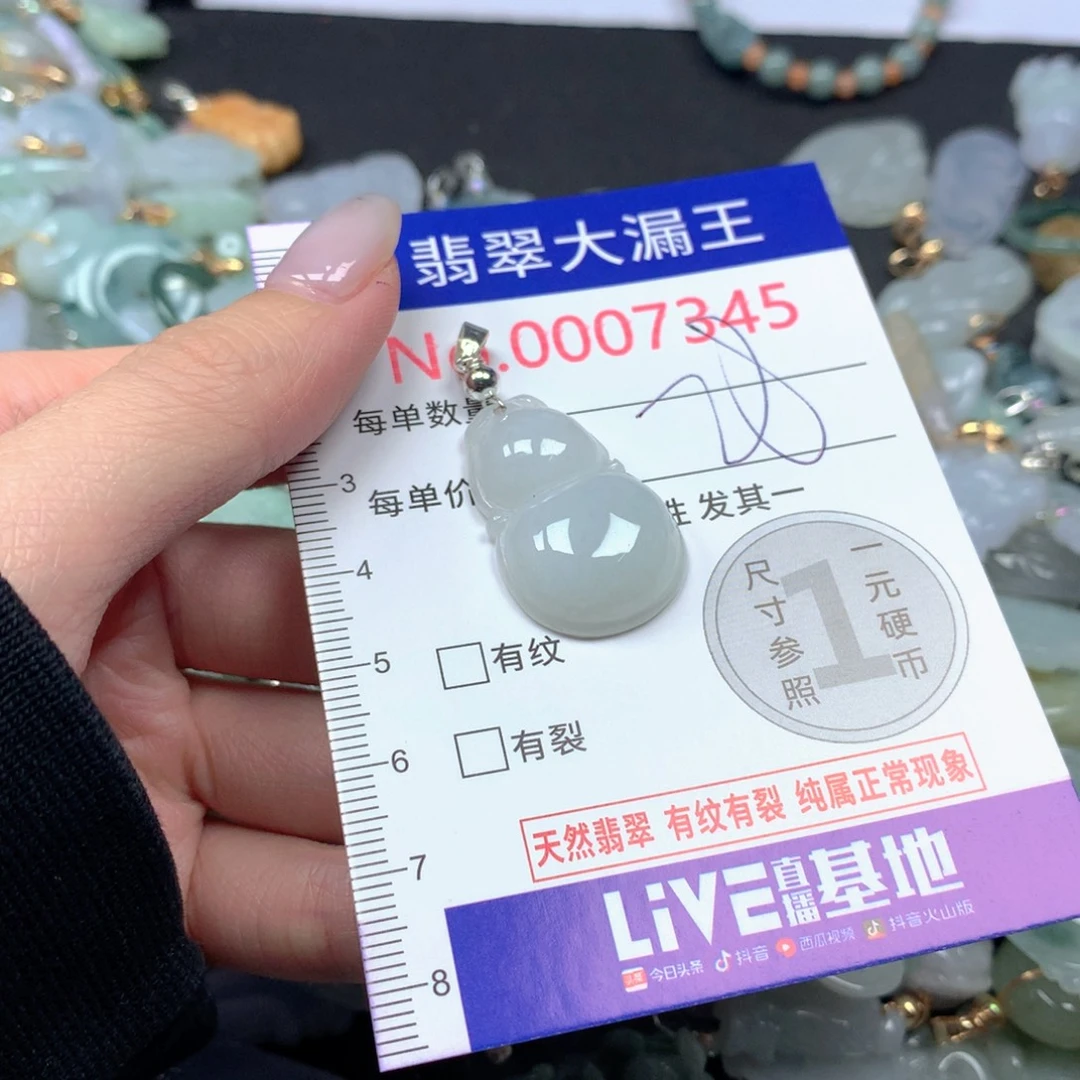 翡翠大漏王
No.0007345
每单数量
3
每单价
胜 发其一
4
尺寸参照
1
一元硬币
5
有纹
6
有裂
天然翡翠 有纹有裂 纯属正常现象
7
LiVE直播基地
8
今日头条 抖音 西瓜视频 抖音火山版